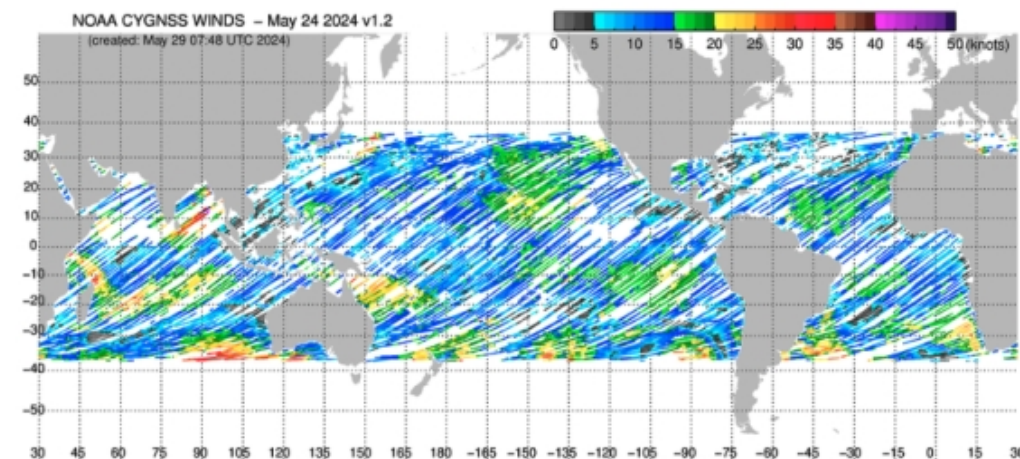 NOAA CYGNSS WINDS – May 24 2024 v1.2
(created: May 29 07:48 UTC 2024)
0 5 10 15 20 25 30 35 40 45 50 (knots)
50
40
30
20
10
0
-10
-20
-30
-40
-50
30 45 60 75 90 105 120 135 150 165 180 -165 -150 -135 -120 -105 -90 -75 -60 -45 -30 -15 0 15 30